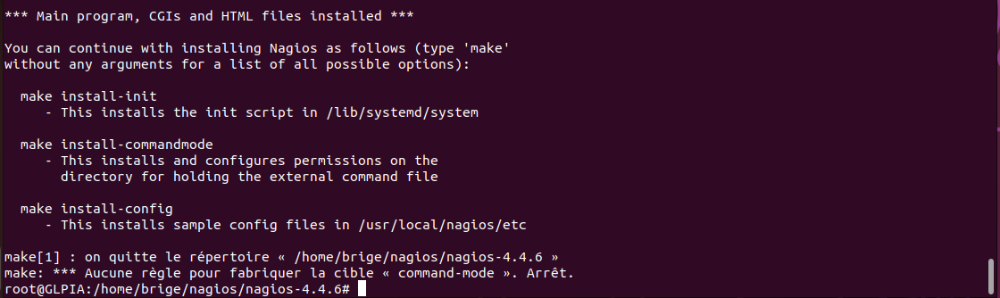 *** Main program, CGIs and HTML files installed ***
You can continue with installing Nagios as follows (type 'make'
without any arguments for a list of all possible options):
make install-init
- This installs the init script in /lib/systemd/system
make install-commandmode
- This installs and configures permissions on the
directory for holding the external command file
make install-config
- This installs sample config files in /usr/local/nagios/etc
make[1] : on quitte le répertoire « /home/brige/nagios/nagios-4.4.6 »
make: *** Aucune règle pour fabriquer la cible « command-mode ». Arrêt.
root@GLPIA:/home/brige/nagios/nagios-4.4.6#